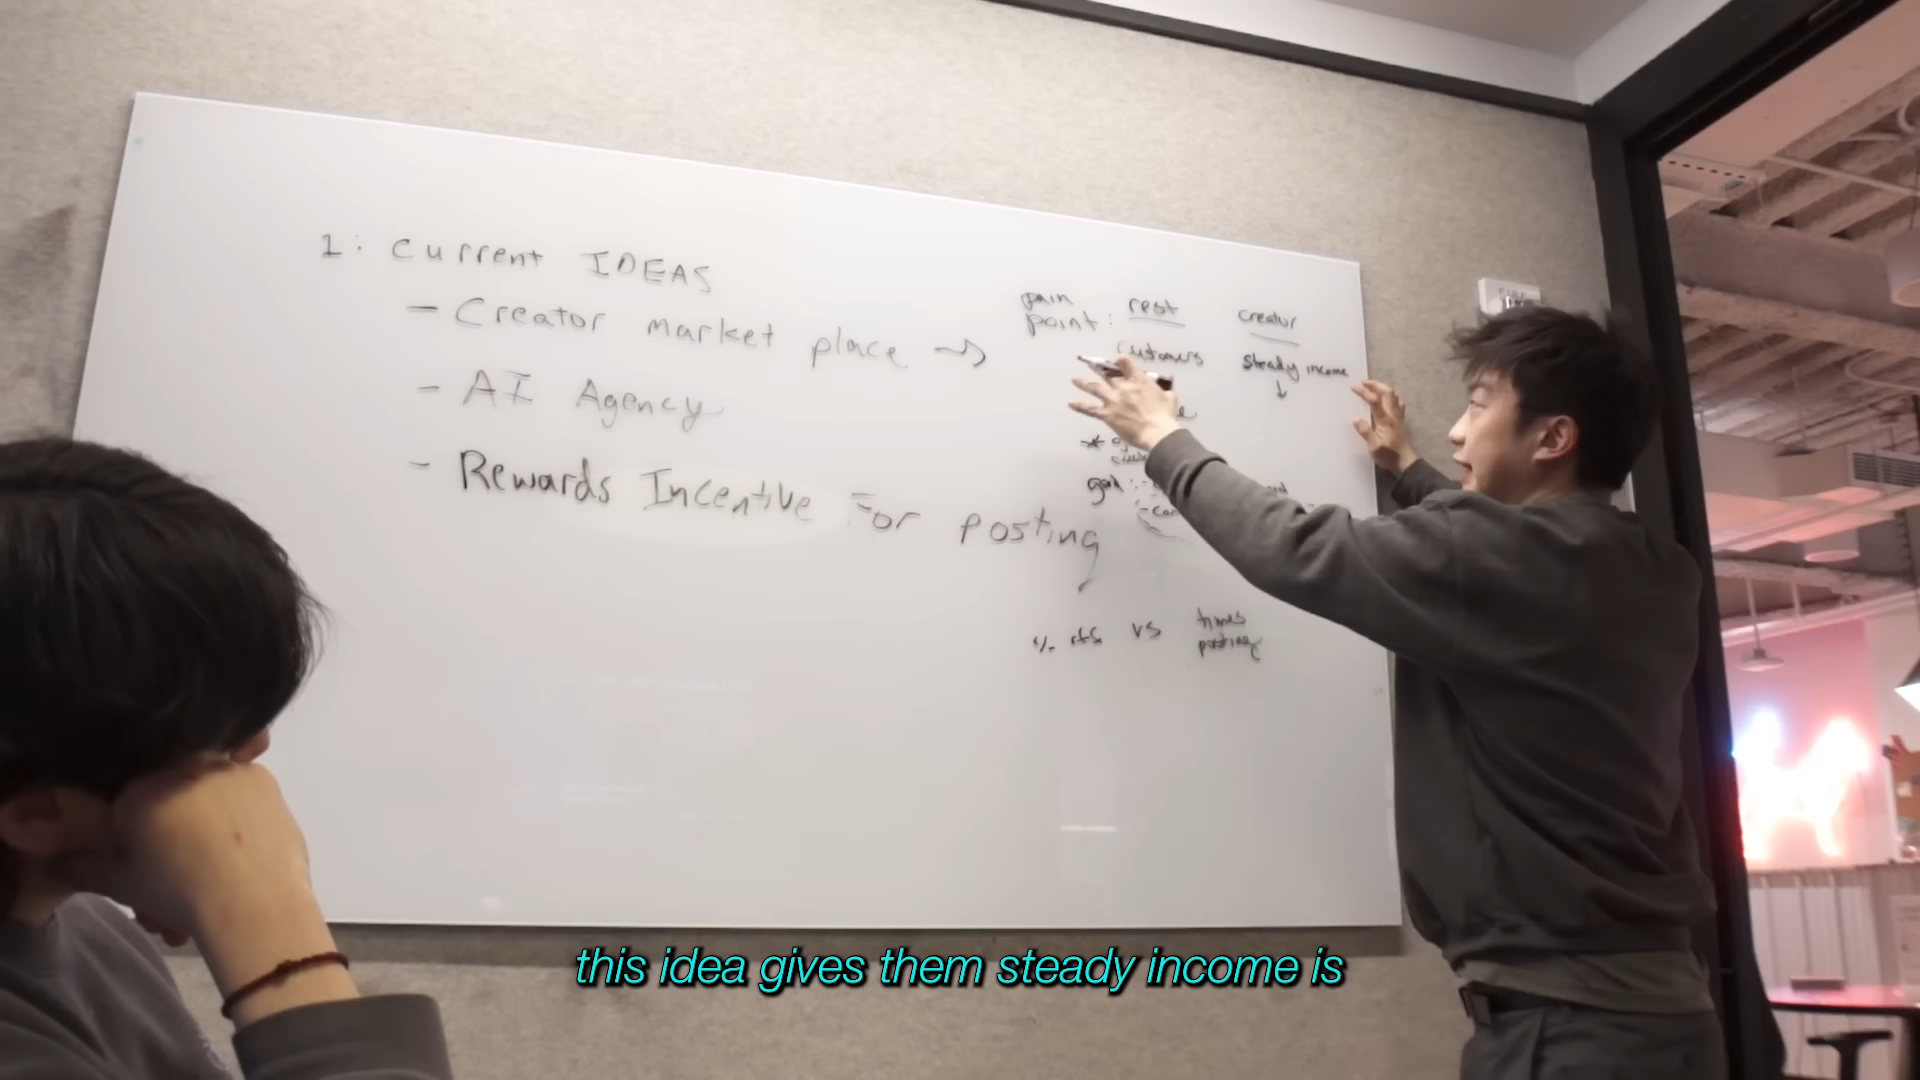 1: Current IDEAS
- Creator market place →
- AI Agency
- Rewards Incentive For posting
pain
point: rest creator
customers steady income
↓
goal:
% vs times
posting
this idea gives them steady income is